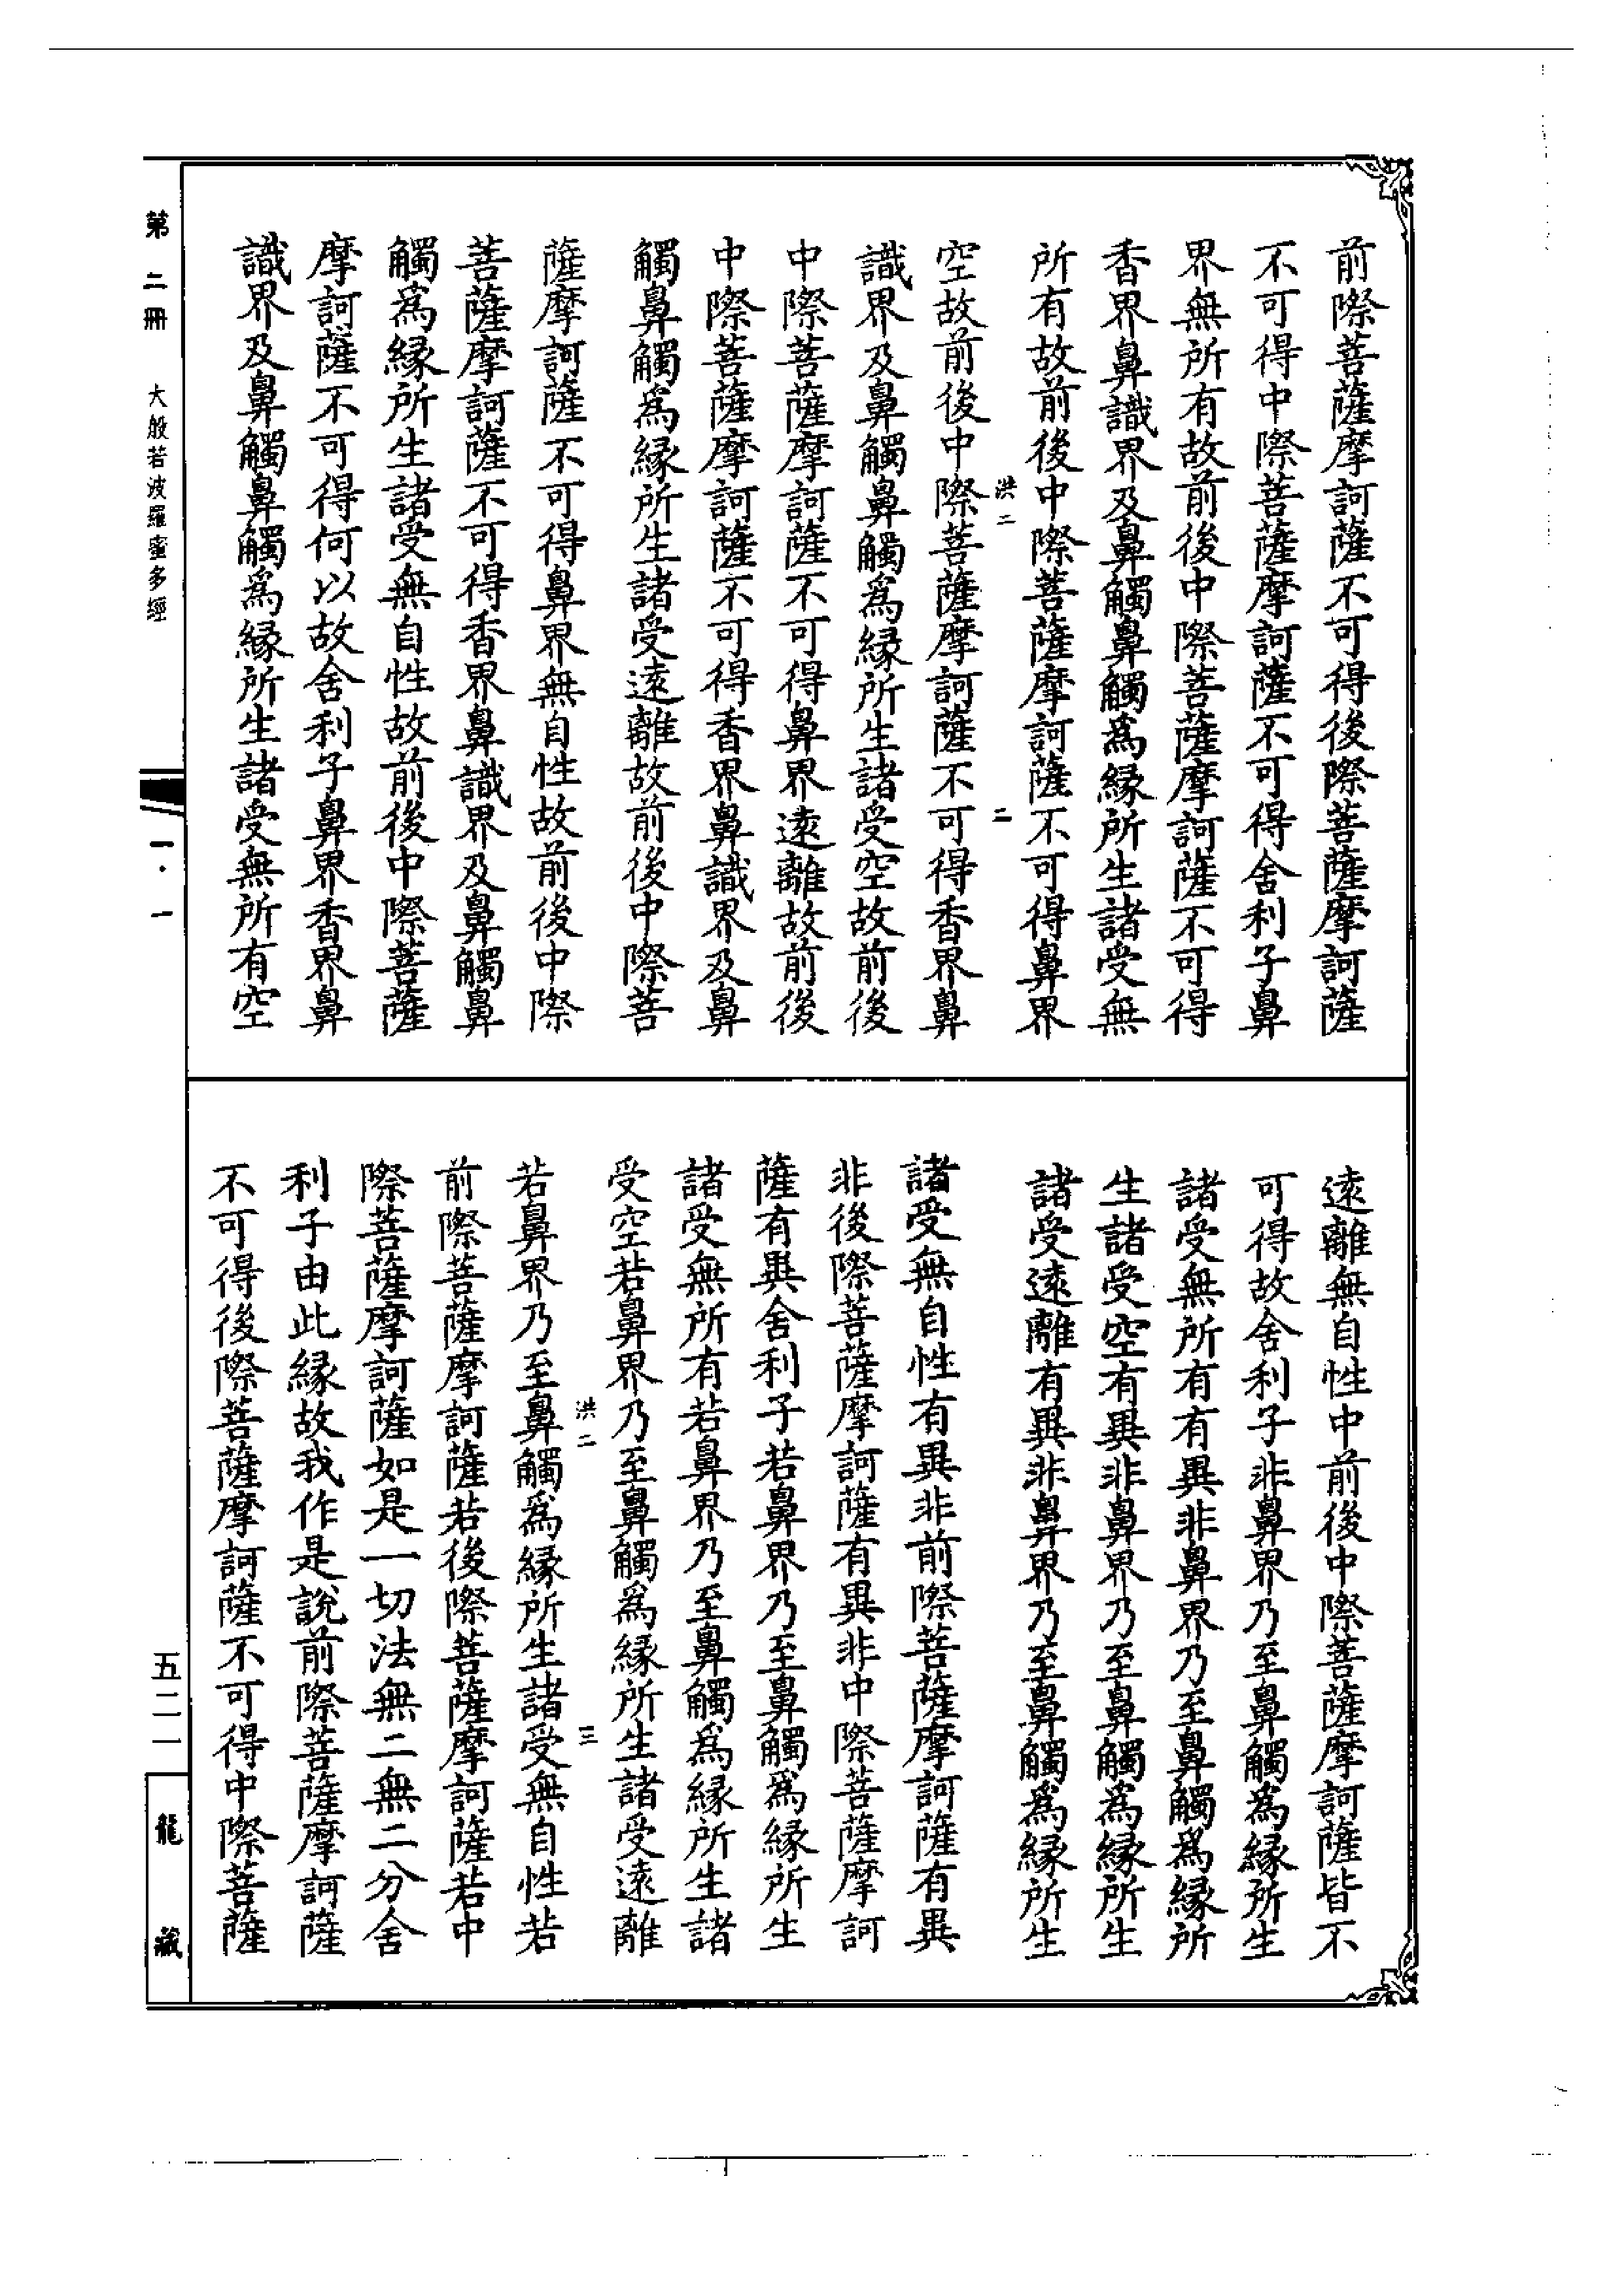 前際菩薩摩訶薩不可得後際菩薩摩訶薩
不可得中際菩薩摩訶薩不可得舍利子鼻
界無所有故前後中際菩薩摩訶薩不可得
香界鼻識界及鼻觸鼻觸爲緣所生諸受無
所有故前後中際菩薩摩訶薩不可得鼻界
洪二 二
空故前後中際菩薩摩訶薩不可得香界鼻
識界及鼻觸鼻觸爲緣所生諸受空故前後
中際菩薩摩訶薩不可得鼻界遠離故前後
中際菩薩摩訶薩不可得香界鼻識界及鼻
觸鼻觸爲緣所生諸受遠離故前後中際菩
薩摩訶薩不可得鼻界無自性故前後中際
菩薩摩訶薩不可得香界鼻識界及鼻觸鼻
觸爲緣所生諸受無自性故前後中際菩薩
摩訶薩不可得何以故舍利子鼻界香界鼻
識界及鼻觸鼻觸爲緣所生諸受無所有空
遠離無自性中前後中際菩薩摩訶薩皆不
可得故舍利子非鼻界乃至鼻觸爲緣所生
諸受無所有有異非鼻界乃至鼻觸爲緣所
生諸受空有異非鼻界乃至鼻觸爲緣所生
諸受遠離有異非鼻界乃至鼻觸爲緣所生
諸受無自性有異非前際菩薩摩訶薩有異
非後際菩薩摩訶薩有異非中際菩薩摩訶
薩有異舍利子若鼻界乃至鼻觸爲緣所生
諸受無所有若鼻界乃至鼻觸爲緣所生諸
受空若鼻界乃至鼻觸爲緣所生諸受遠離
洪二 三
若鼻界乃至鼻觸爲緣所生諸受無自性若
前際菩薩摩訶薩若後際菩薩摩訶薩若中
際菩薩摩訶薩如是一切法無二無二分舍
利子由此緣故我作是說前際菩薩摩訶薩
不可得後際菩薩摩訶薩不可得中際菩薩
第二冊 大般若波羅蜜多經
一·一
五二一
龍藏